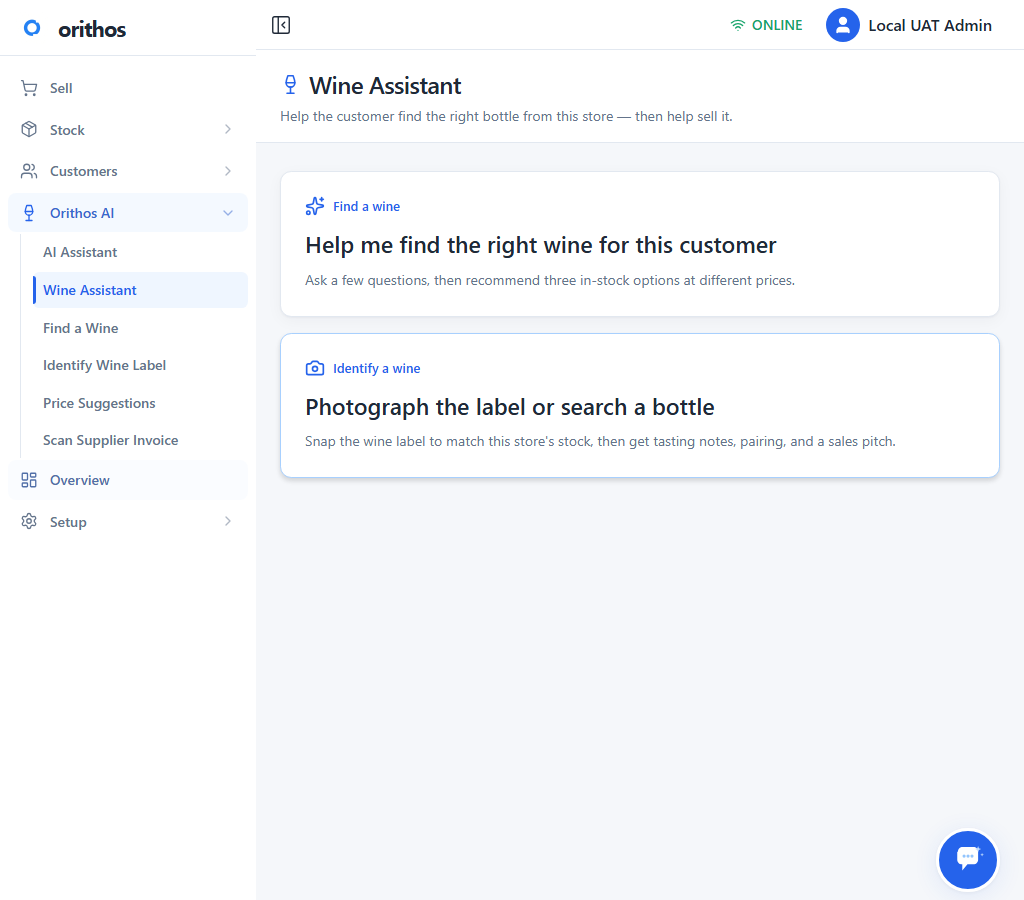 orithos
ONLINE
Local UAT Admin
Sell
Stock
Customers
Orithos AI
AI Assistant
Wine Assistant
Find a Wine
Identify Wine Label
Price Suggestions
Scan Supplier Invoice
Overview
Setup
Wine Assistant
Help the customer find the right bottle from this store — then help sell it.
Find a wine
Help me find the right wine for this customer
Ask a few questions, then recommend three in-stock options at different prices.
Identify a wine
Photograph the label or search a bottle
Snap the wine label to match this store's stock, then get tasting notes, pairing, and a sales pitch.